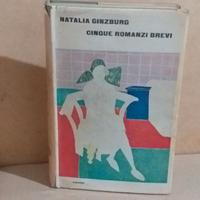 NATALIA GINZBURG
CINQUE ROMANZI BREVI